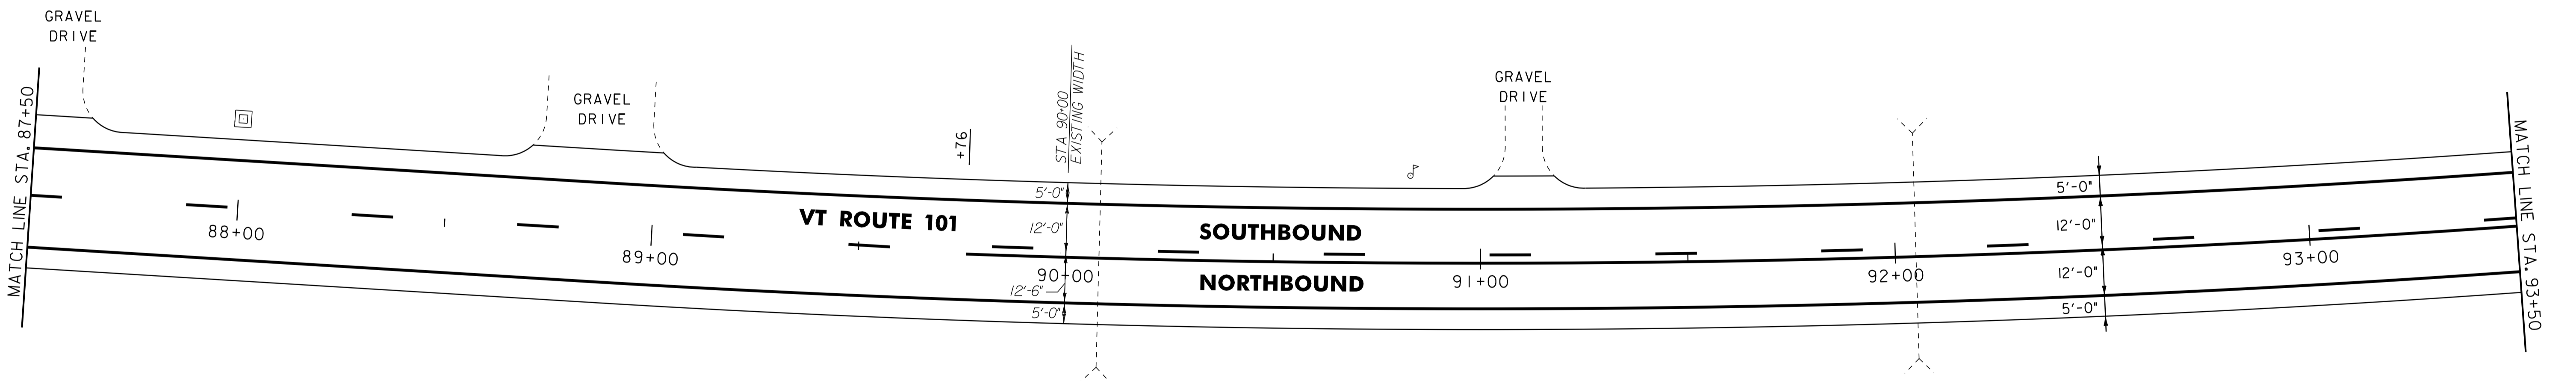 GRAVEL
DRIVE
MATCH LINE STA. 87+50
GRAVEL
DRIVE
+76
STA 90+00
EXISTING WIDTH
GRAVEL
DRIVE
MATCH LINE STA. 93+50
88+00
89+00
VT ROUTE 101
5'-0"
12'-0"
90+00
12'-6"
5'-0"
SOUTHBOUND
NORTHBOUND
91+00
92+00
5'-0"
12'-0"
12'-0"
5'-0"
93+00